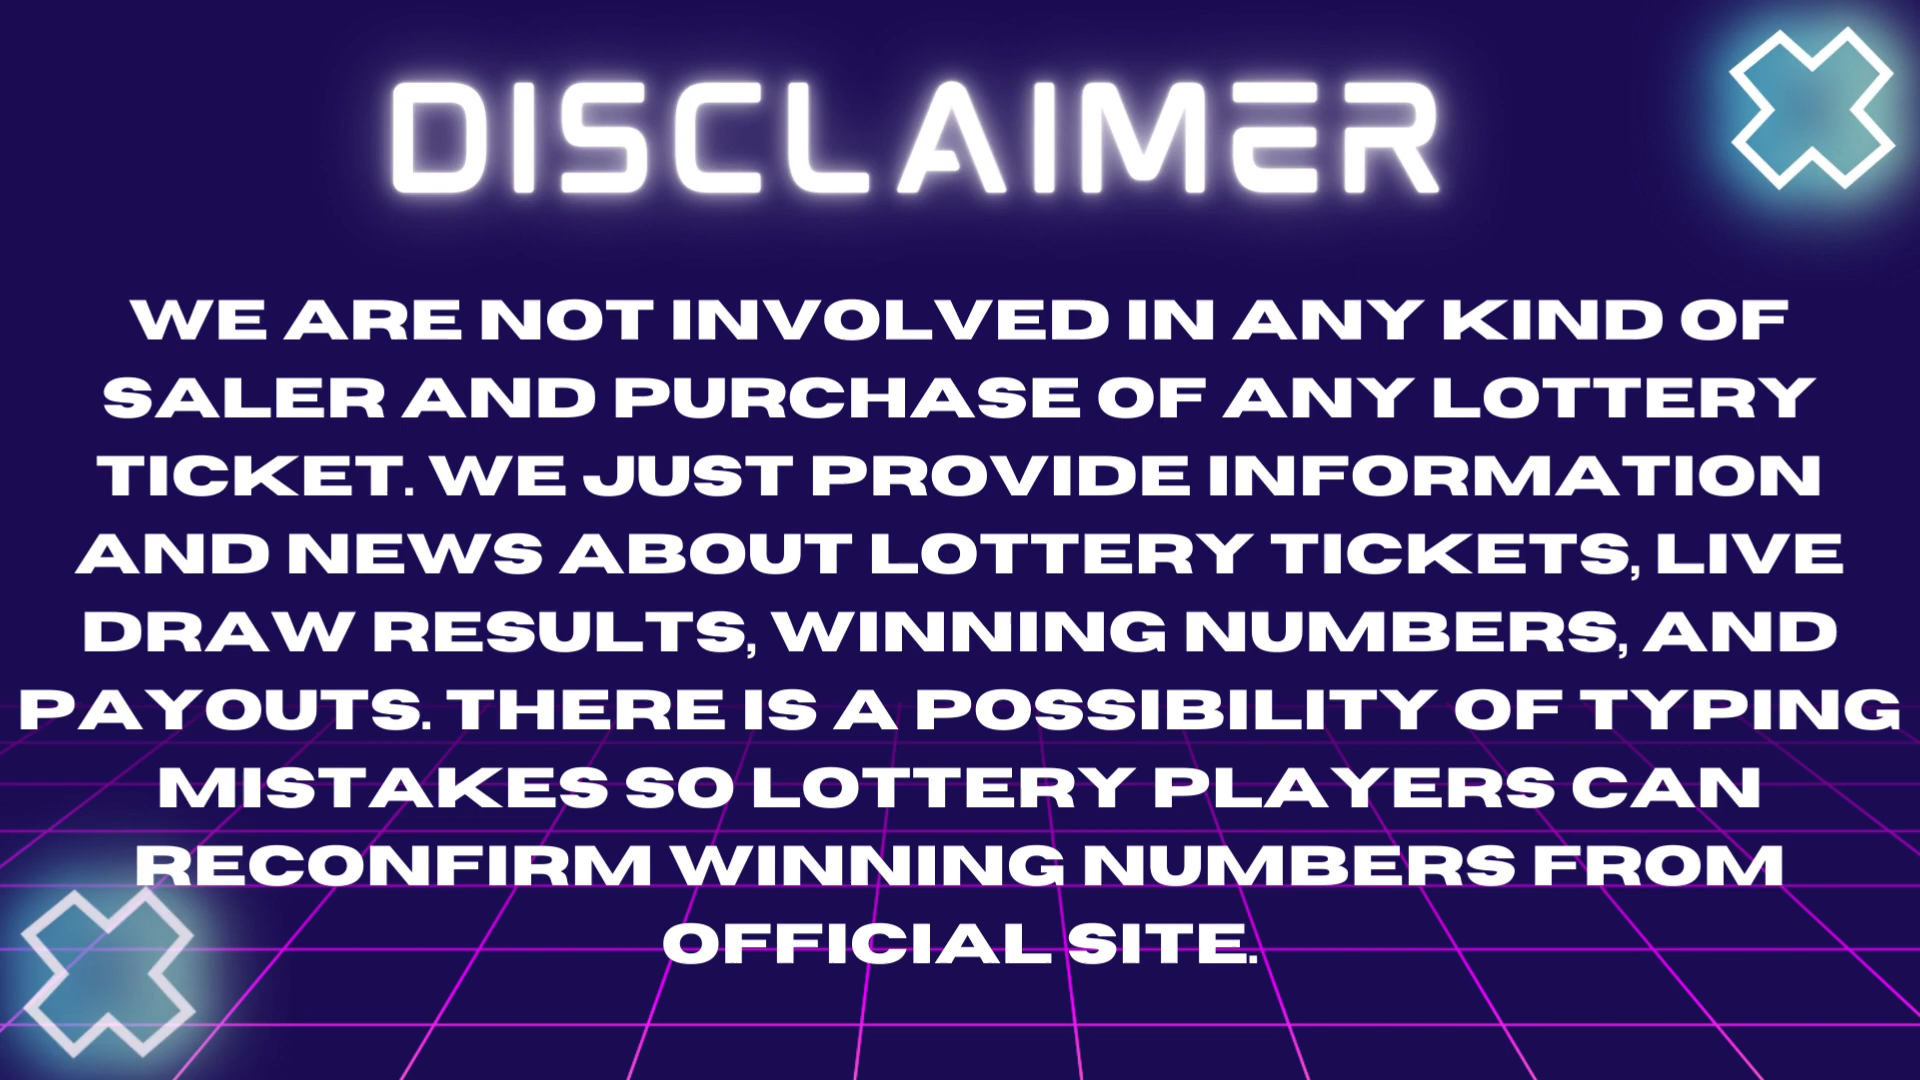 DISCLAIMER
WE ARE NOT INVOLVED IN ANY KIND OF
SALER AND PURCHASE OF ANY LOTTERY
TICKET. WE JUST PROVIDE INFORMATION
AND NEWS ABOUT LOTTERY TICKETS, LIVE
DRAW RESULTS, WINNING NUMBERS, AND
PAYOUTS. THERE IS A POSSIBILITY OF TYPING
MISTAKES SO LOTTERY PLAYERS CAN
RECONFIRM WINNING NUMBERS FROM
OFFICIAL SITE.